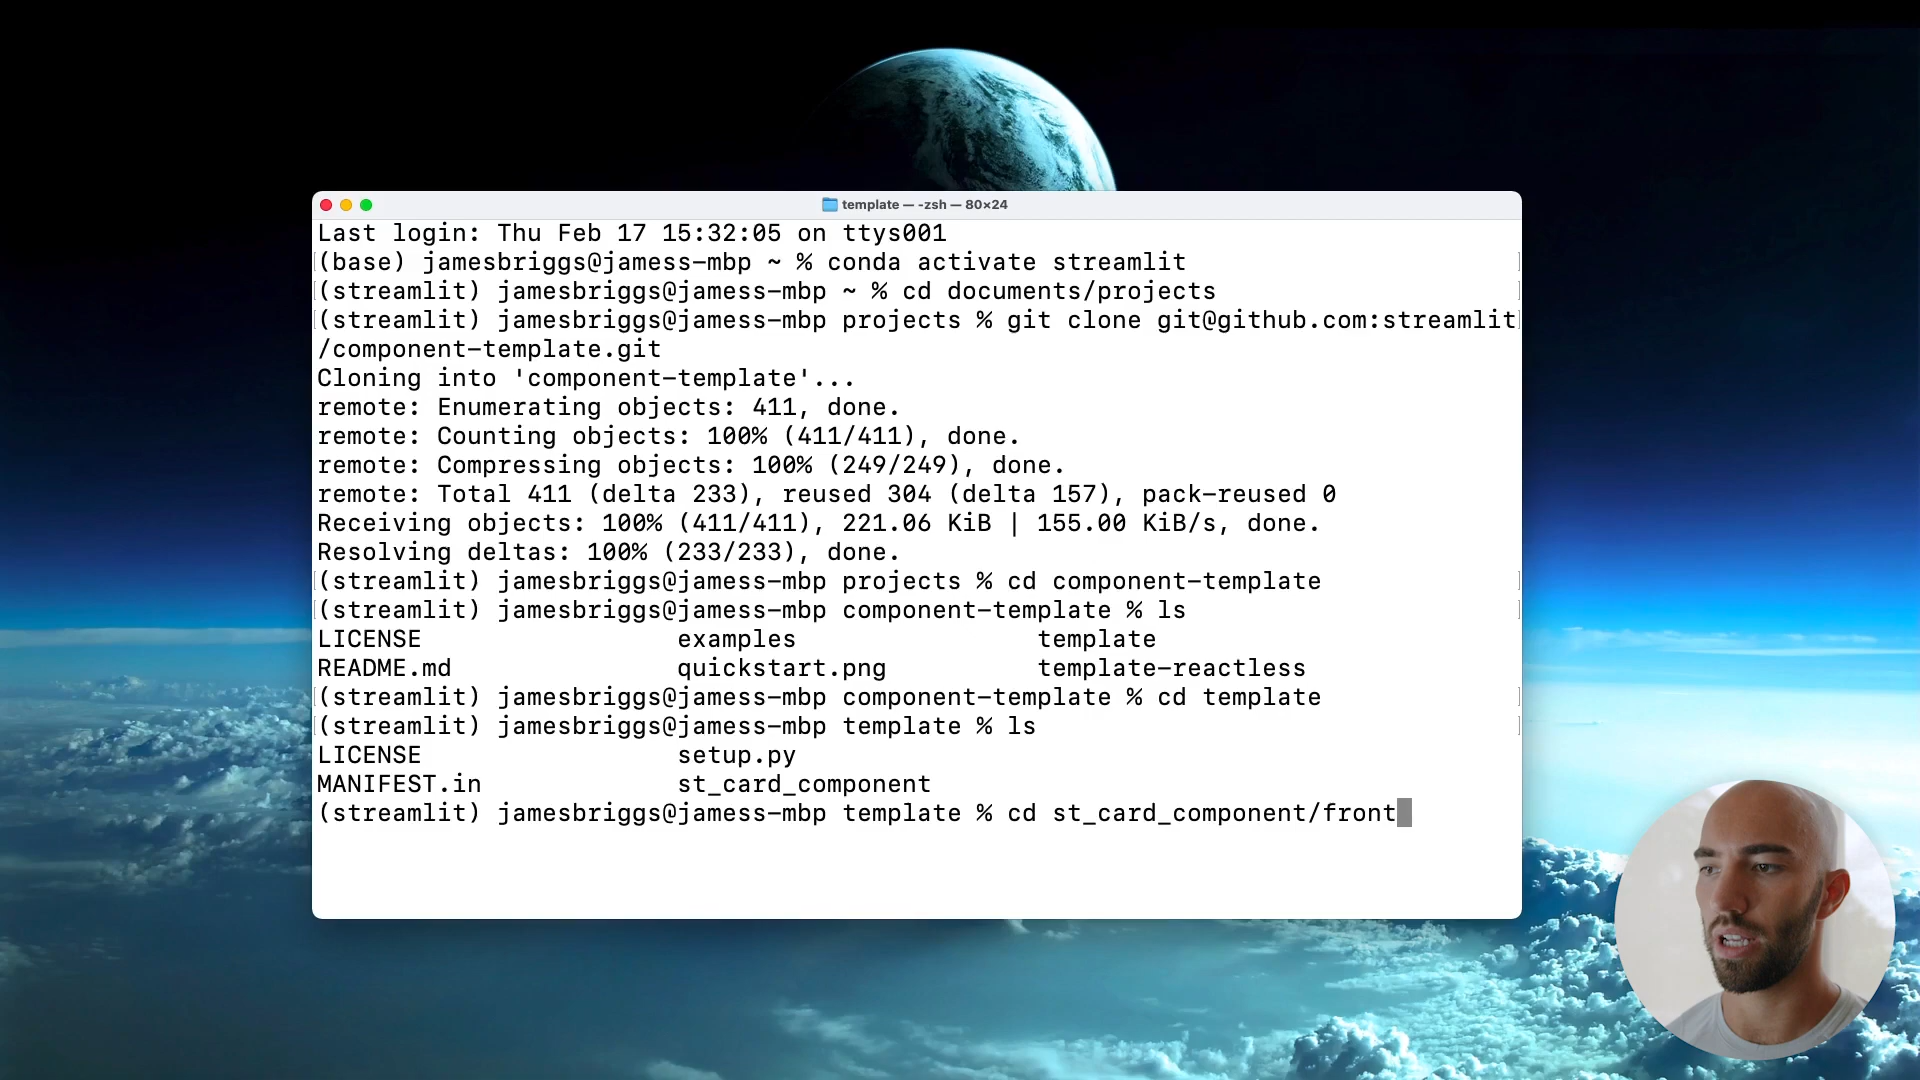 template — -zsh — 80×24
Last login: Thu Feb 17 15:32:05 on ttys001
(base) jamesbriggs@jamess-mbp ~ % conda activate streamlit
(streamlit) jamesbriggs@jamess-mbp ~ % cd documents/projects
(streamlit) jamesbriggs@jamess-mbp projects % git clone git@github.com:streamlit
/component-template.git
Cloning into 'component-template'...
remote: Enumerating objects: 411, done.
remote: Counting objects: 100% (411/411), done.
remote: Compressing objects: 100% (249/249), done.
remote: Total 411 (delta 233), reused 304 (delta 157), pack-reused 0
Receiving objects: 100% (411/411), 221.06 KiB | 155.00 KiB/s, done.
Resolving deltas: 100% (233/233), done.
(streamlit) jamesbriggs@jamess-mbp projects % cd component-template
(streamlit) jamesbriggs@jamess-mbp component-template % ls
LICENSE examples template
README.md quickstart.png template-reactless
(streamlit) jamesbriggs@jamess-mbp component-template % cd template
(streamlit) jamesbriggs@jamess-mbp template % ls
LICENSE setup.py
MANIFEST.in st_card_component
(streamlit) jamesbriggs@jamess-mbp template % cd st_card_component/front